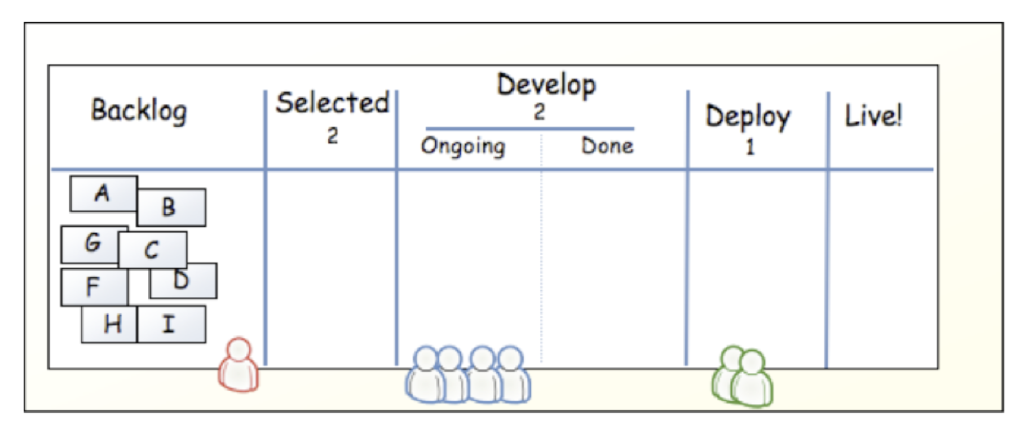 Backlog
Selected
2
Develop
2
Ongoing Done
Deploy
1
Live!
A
B
G
C
F
D
H
I